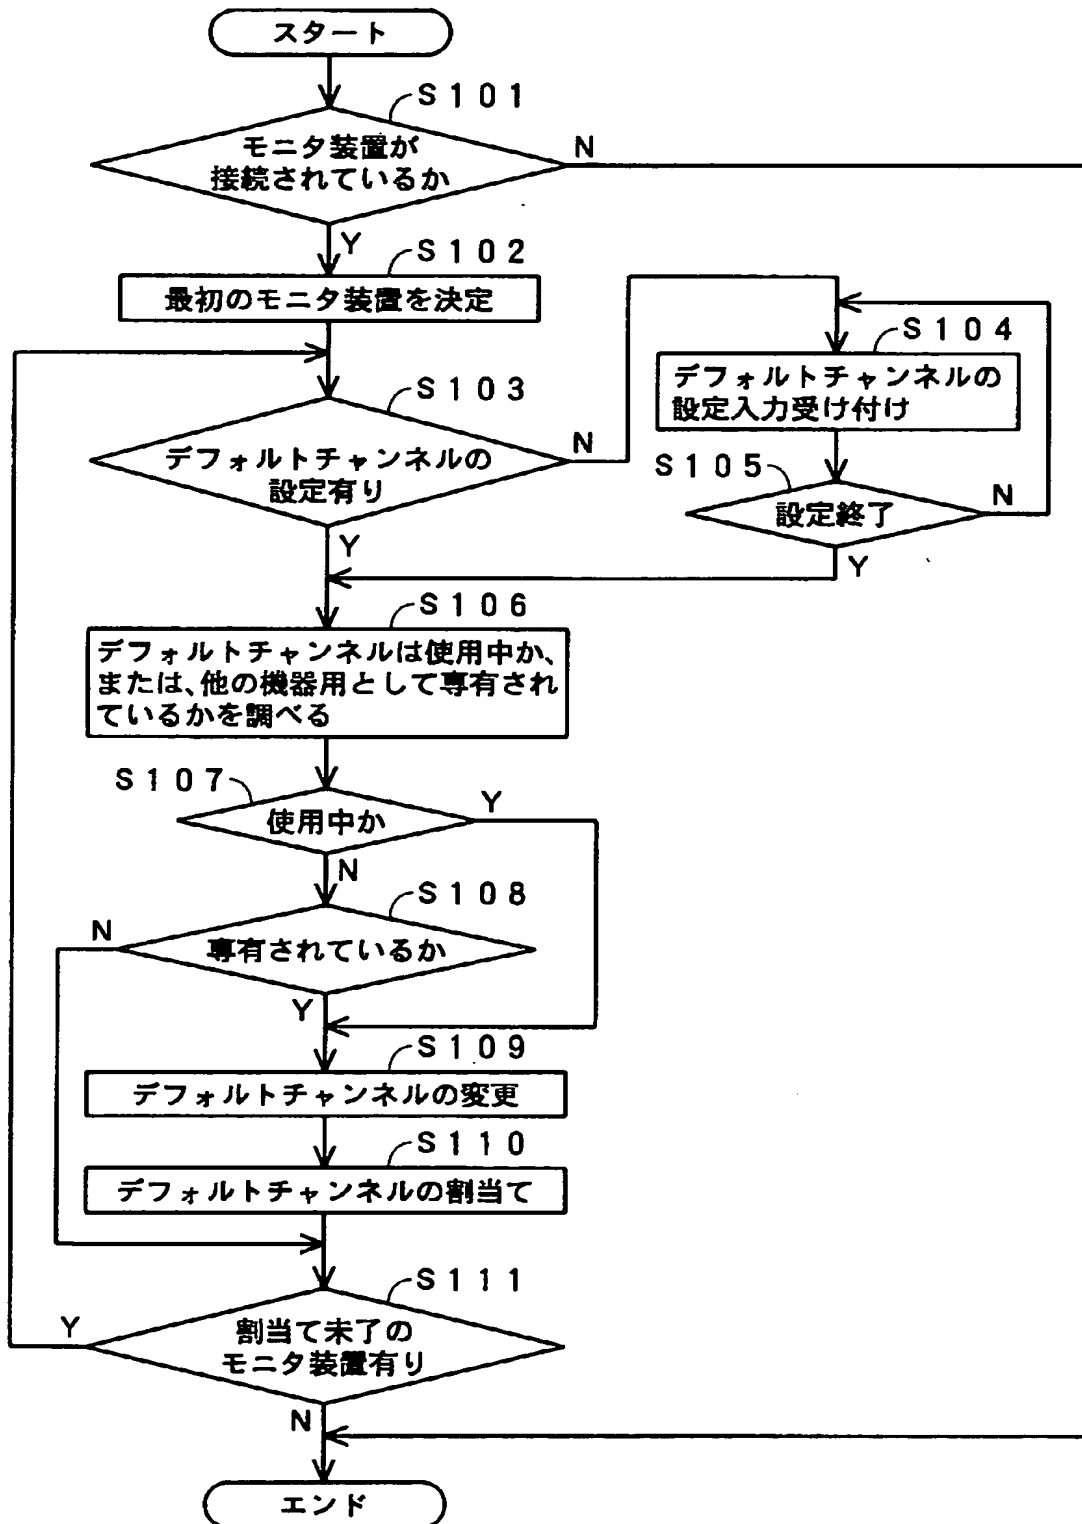 スタート
S101
モニタ装置が
接続されているか
N
Y
S102
最初のモニタ装置を決定
S103
デフォルトチャンネルの
設定有り
N
Y
S104
デフォルトチャンネルの
設定入力受け付け
S105
設定終了
N
Y
S106
デフォルトチャンネルは使用中か、
または、他の機器用として専有され
ているかを調べる
S107
使用中か
Y
N
S108
専有されているか
N
Y
S109
デフォルトチャンネルの変更
S110
デフォルトチャンネルの割当て
S111
割当て未了の
モニタ装置有り
Y
N
エンド